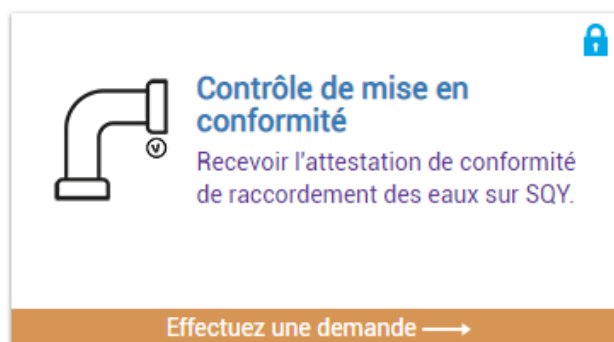 Contrôle de mise en
conformité
Recevoir l'attestation de conformité
de raccordement des eaux sur SQY.
V
Effectuez une demande